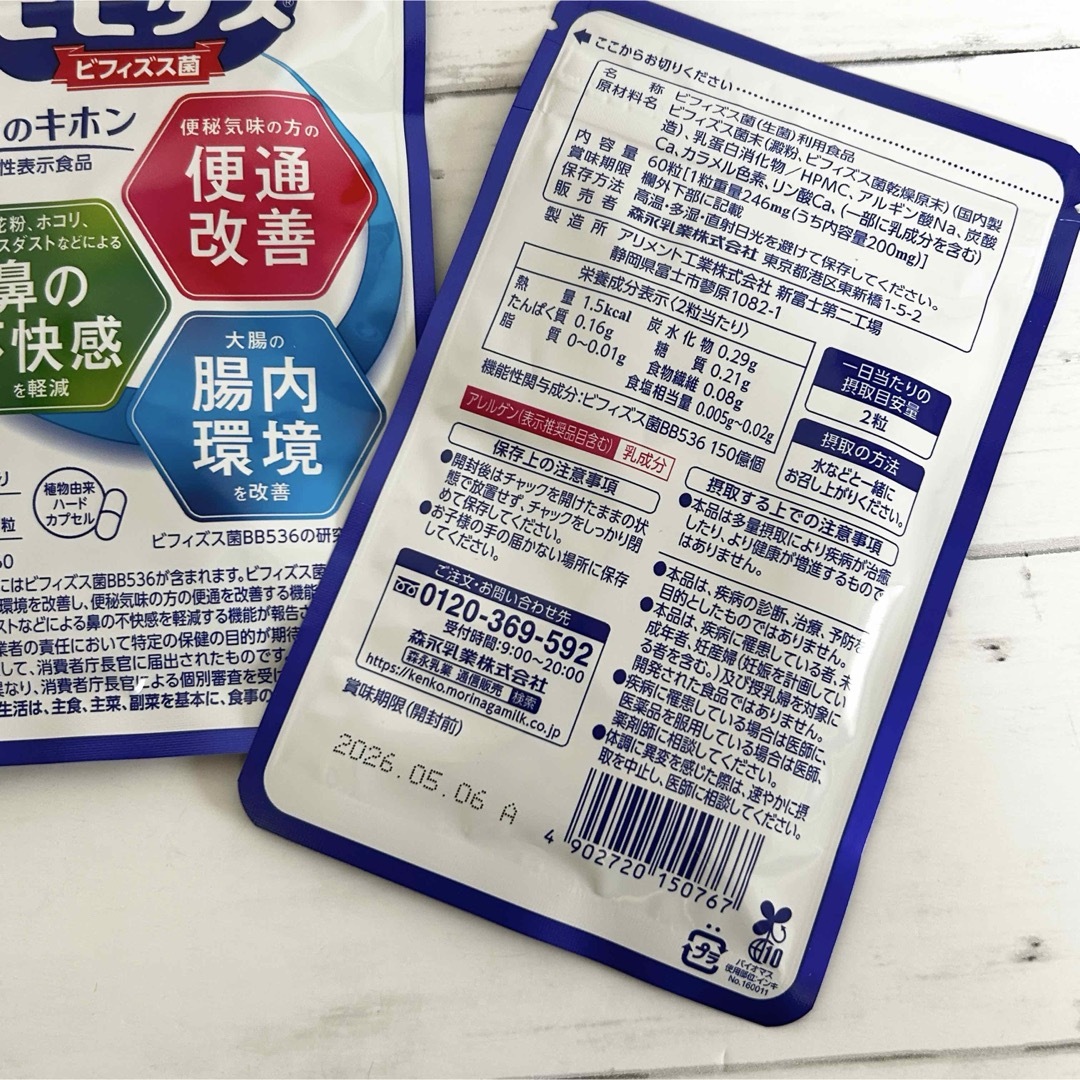 ビヒダス®
ビフィズス菌
のキホン
性表示食品
便秘気味の方の
便通
改善
花粉、ホコリ、
スダストなどによる
鼻の
不快感
を軽減
大腸の
腸内
環境
を改善
植物由来
ハード
カプセル
粒
ビフィズス菌BB536の研究
にはビフィズス菌BB536が含まれます。ビフィズス菌
環境を改善し、便秘気味の方の便通を改善する機能
ストなどによる鼻の不快感を軽減する機能が報告さ
業者の責任において特定の保健の目的が期待
して、消費者庁長官に届出されたものです
異なり、消費者庁長官による個別審査を受け
生活は、主食、主菜、副菜を基本に、食事の
ここからお切りください
名称 ビフィズス菌(生菌)利用食品
原材料名 ビフィズス菌末(澱粉、ビフィズス菌乾燥原末)(国内製
造)、乳蛋白消化物／HPMC、アルギン酸Na、炭酸
Ca、カラメル色素、リン酸Ca、(一部に乳成分を含む)
内容量 60粒[1粒重量246mg(うち内容量200mg)]
賞味期限 欄外下部に記載
保存方法 高温・多湿・直射日光を避けて保存してください。
販売者 森永乳業株式会社 東京都港区東新橋1-5-2
製造所 アリメント工業株式会社 新富士第二工場
静岡県富士市蓼原1082-1
栄養成分表示〈2粒当たり〉
熱量 1.5kcal 炭水化物 0.29g
たんぱく質 0.16g 糖質 0.21g
脂質 0～0.01g 食物繊維 0.08g
食塩相当量 0.005g～0.02g
機能性関与成分：ビフィズス菌BB536 150億個
アレルゲン(表示推奨品目含む) 乳成分
一日当たりの
摂取目安量
2粒
摂取の方法
水などと一緒に
お召し上がりください。
保存上の注意事項
●開封後はチャックを開けたままの状
態で放置せず、チャックをしっかり閉
めて保存してください。
●お子様の手の届かない場所に保存
してください。
摂取する上での注意事項
●本品は多量摂取により疾病が治癒
したり、より健康が増進するもので
はありません。
●本品は、疾病の診断、治療、予防を
目的としたものではありません。
●本品は、疾病に罹患している者、未
成年者、妊産婦(妊娠を計画してい
る者を含む。)及び授乳婦を対象に
開発された食品ではありません。
●疾病に罹患している場合は医師に、
医薬品を服用している場合は医師、
薬剤師に相談してください。
●体調に異変を感じた際は、速やかに摂
取を中止し、医師に相談してください。
ご注文・お問い合わせ先
0120-369-592
受付時間：9:00～20:00
森永乳業株式会社
森永乳業 通信販売 検索
https://kenko.morinagamilk.co.jp
賞味期限(開封前)
2026.05.06 A
4 902720 150767
プラ
10
バイオマス
使用部位：インキ
No.160011